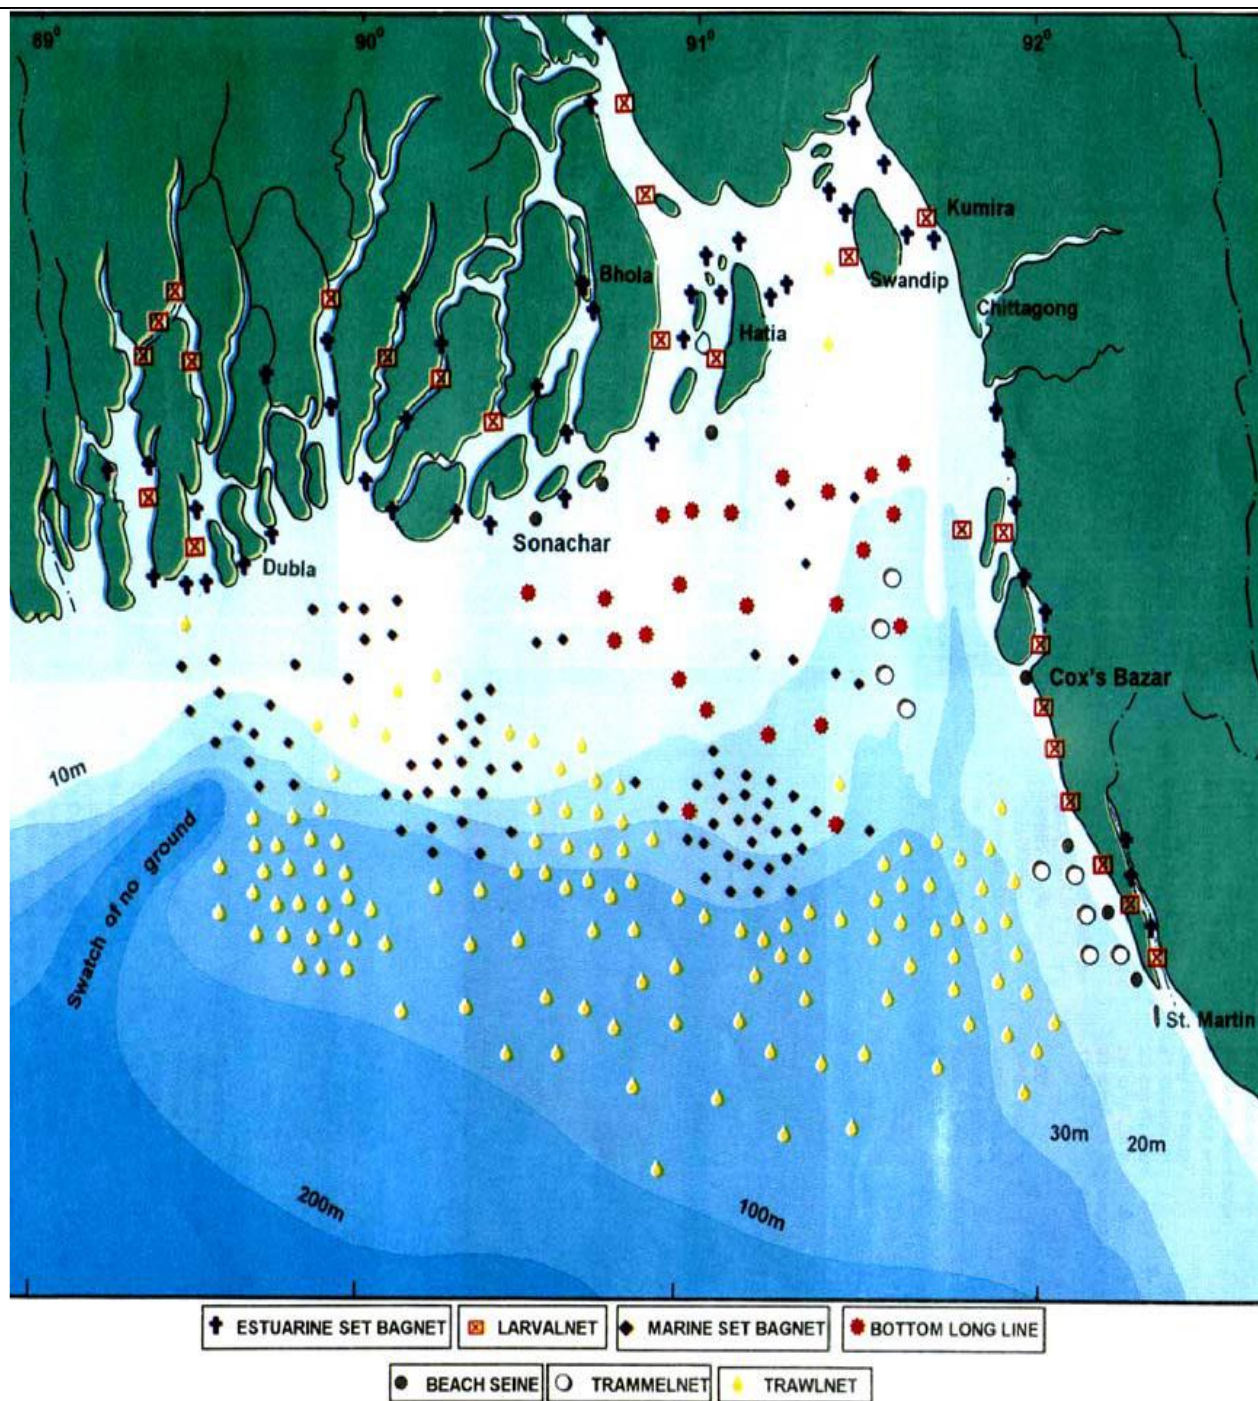 89° 90° 91° 92°
Kumira
Bhola
Swandip
Chittagong
Hatia
Sonachar
Dubla
Cox's Bazar
10m
Swatch of no ground
St. Martin
30m
20m
200m
100m
ESTUARINE SET BAGNET LARVALNET MARINE SET BAGNET BOTTOM LONG LINE
BEACH SEINE TRAMMELNET TRAWLNET